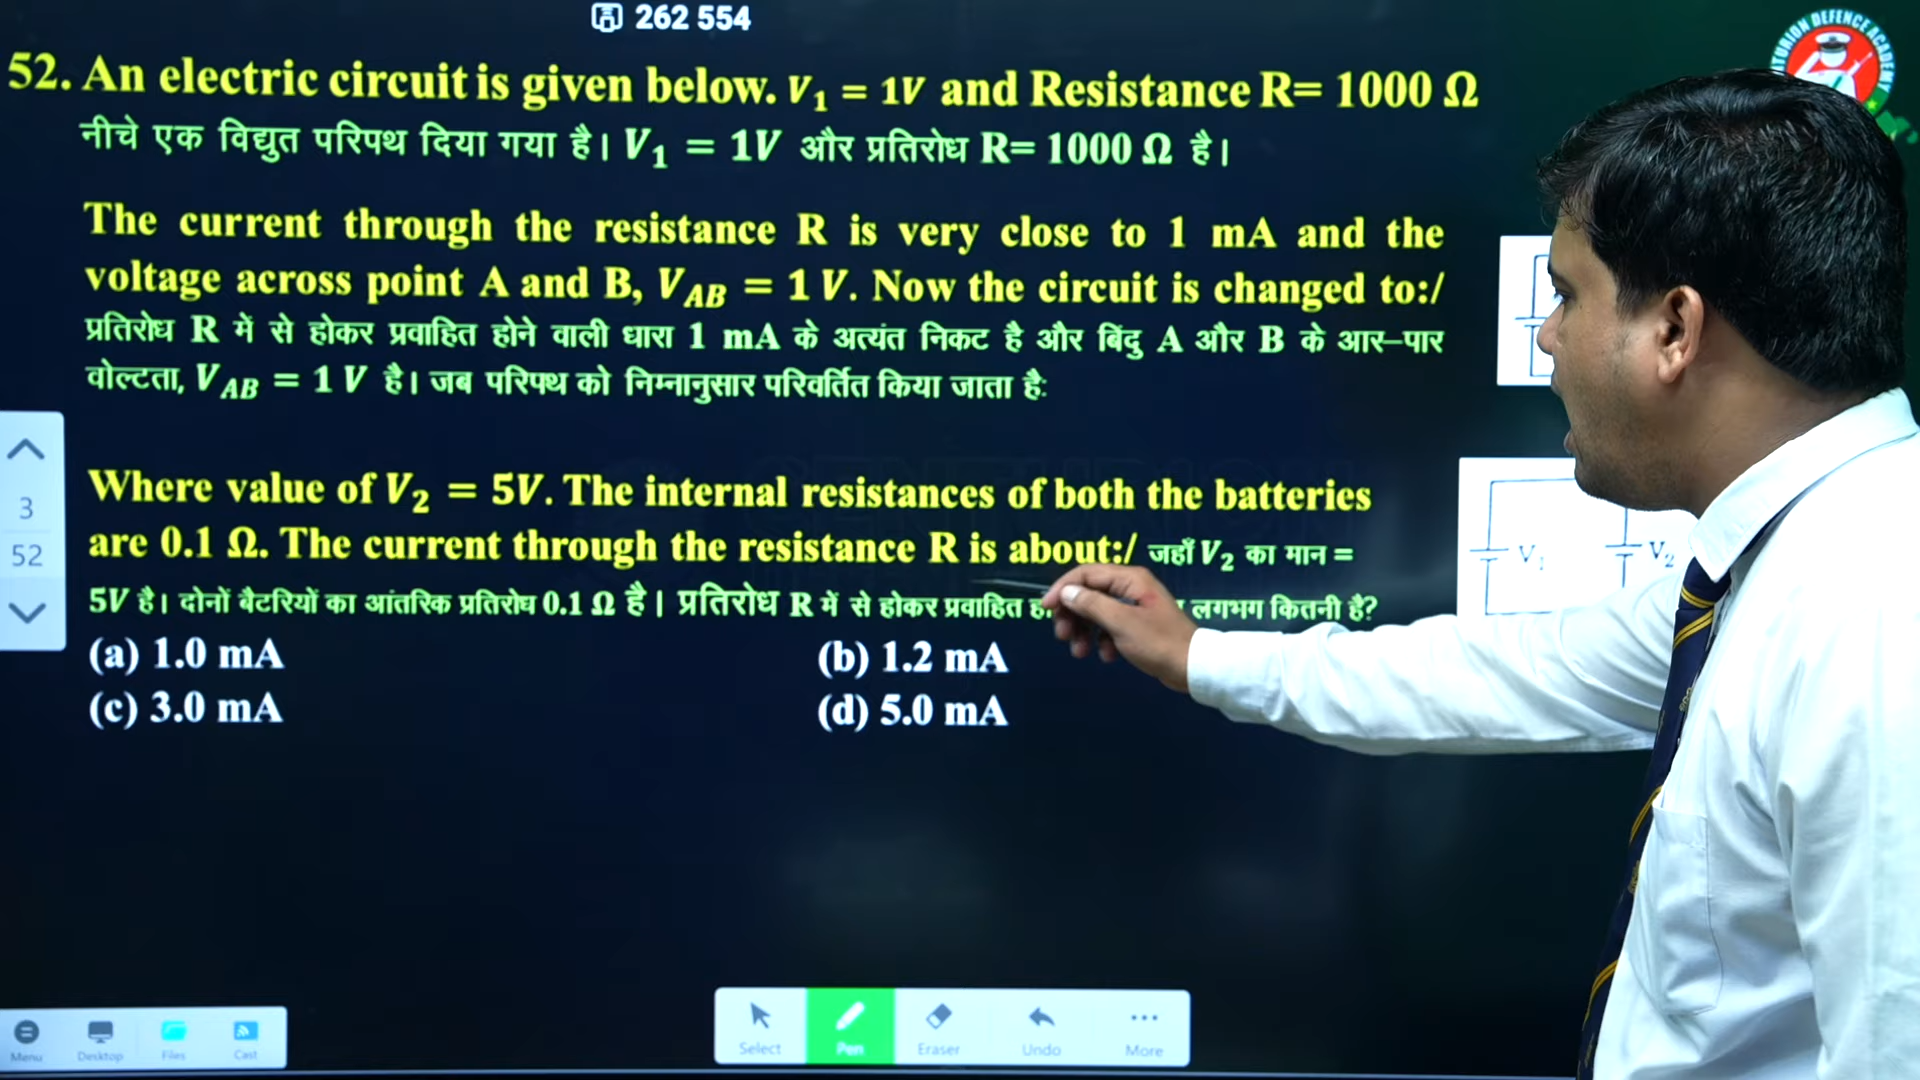 262 554
52. An electric circuit is given below. V₁ = 1V and Resistance R= 1000 Ω
नीचे एक विद्युत परिपथ दिया गया है। V₁ = 1V और प्रतिरोध R= 1000 Ω है।
The current through the resistance R is very close to 1 mA and the
voltage across point A and B, V_AB = 1 V. Now the circuit is changed to:/
प्रतिरोध R में से होकर प्रवाहित होने वाली धारा 1 mA के अत्यंत निकट है और बिंदु A और B के आर–पार
वोल्टता, V_AB = 1 V है। जब परिपथ को निम्नानुसार परिवर्तित किया जाता है:
Where value of V₂ = 5V. The internal resistances of both the batteries
are 0.1 Ω. The current through the resistance R is about:/ जहाँ V₂ का मान =
5V है। दोनों बैटरियों का आंतरिक प्रतिरोध 0.1 Ω है। प्रतिरोध R में से होकर प्रवाहित लगभग कितनी है?
(a) 1.0 mA (b) 1.2 mA
(c) 3.0 mA (d) 5.0 mA
V₁ V₂
3
52
Menu Desktop Files Cast
Select Pen Eraser Undo More
DEFENCE ACADEMY